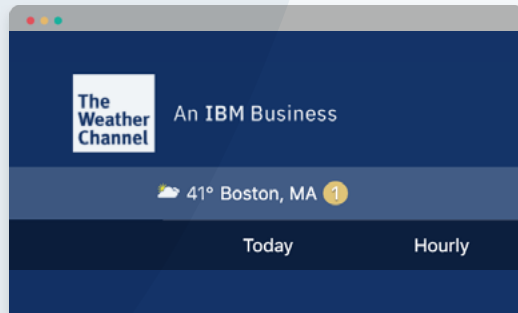 The
Weather
Channel
An IBM Business
41° Boston, MA 1
Today Hourly